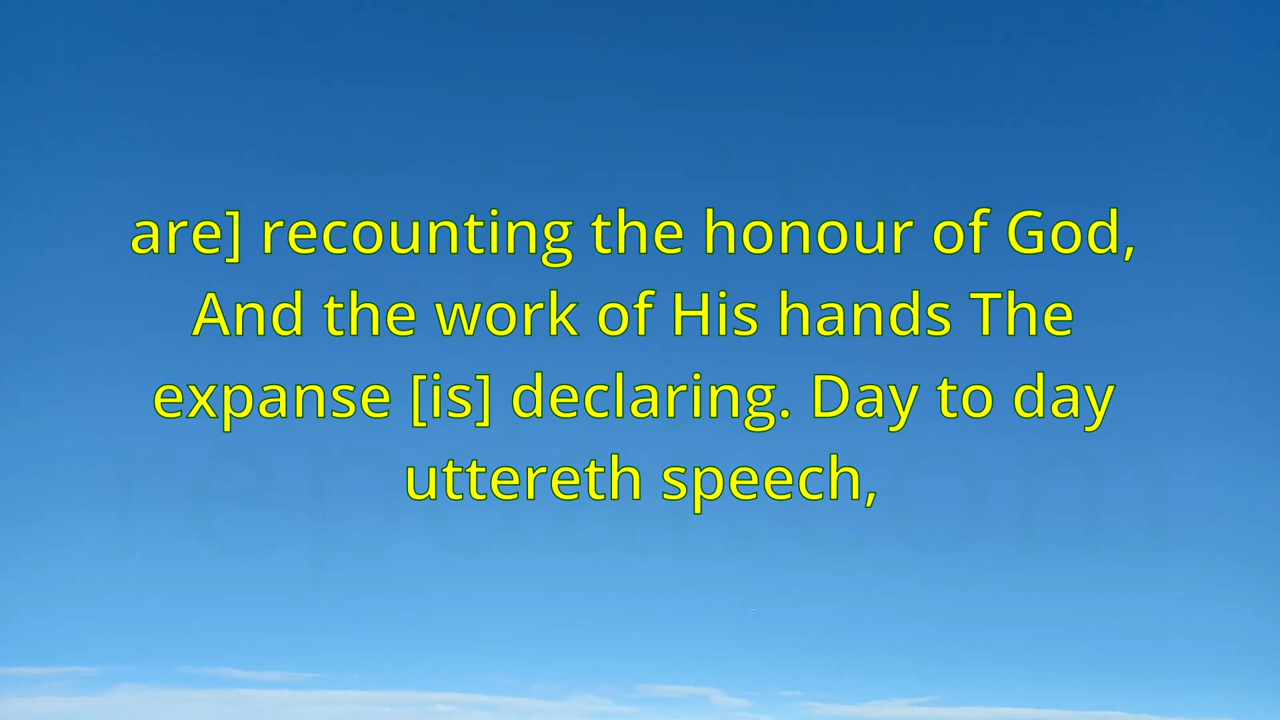 are] recounting the honour of God,
And the work of His hands The
expanse [is] declaring. Day to day
uttereth speech,